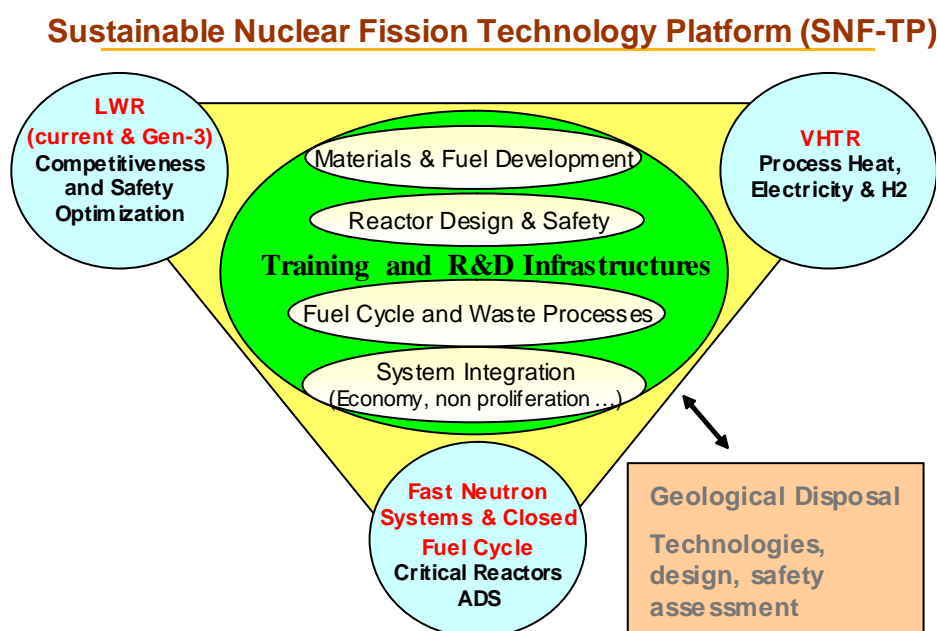 Sustainable Nuclear Fission Technology Platform (SNF-TP)
LWR
(current & Gen-3)
Competitiveness
and Safety
Optimization
VHTR
Process Heat,
Electricity & H2
Materials & Fuel Development
Reactor Design & Safety
Training and R&D Infrastructures
Fuel Cycle and Waste Processes
System Integration
(Economy, non proliferation ...)
Fast Neutron
Systems & Closed
Fuel Cycle
Critical Reactors
ADS
Geological Disposal
Technologies,
design, safety
assessment